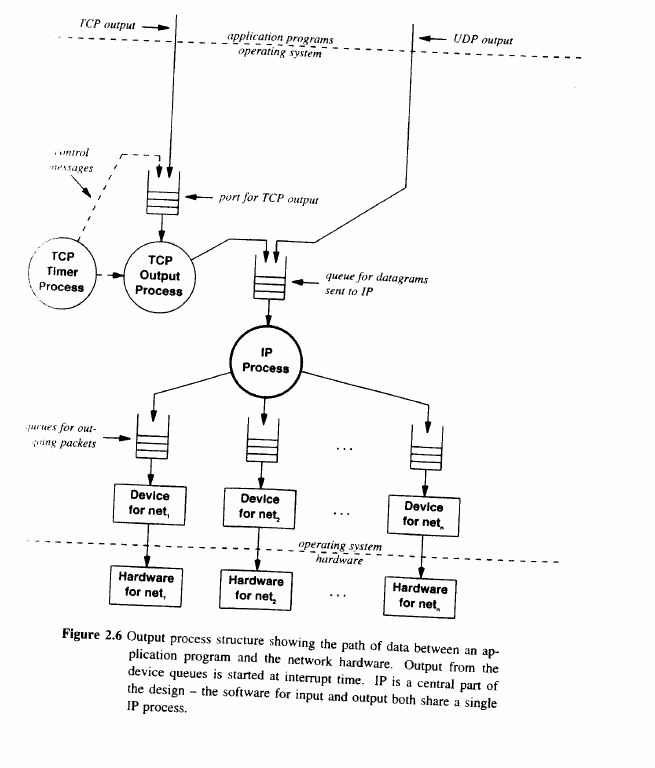 TCP output
UDP output
application programs
operating system
control
messages
port for TCP output
TCP
Timer
Process
TCP
Output
Process
queue for datagrams
sent to IP
IP
Process
queues for out-
going packets
...
Device
for net₁
Device
for net₂
...
Device
for netₙ
operating system
hardware
Hardware
for net₁
Hardware
for net₂
...
Hardware
for netₙ
Figure 2.6 Output process structure showing the path of data between an ap-
plication program and the network hardware. Output from the
device queues is started at interrupt time. IP is a central part of
the design – the software for input and output both share a single
IP process.